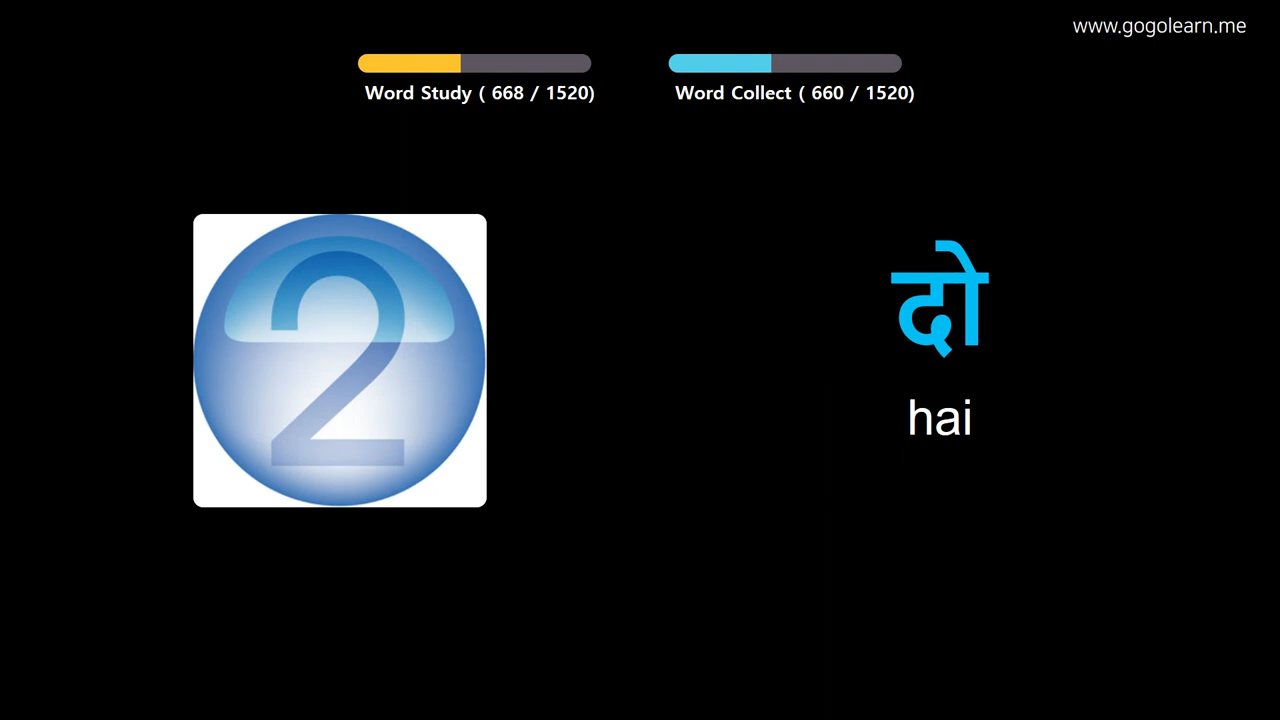 www.gogolearn.me
Word Study ( 668 / 1520)
Word Collect ( 660 / 1520)
2
दो
hai